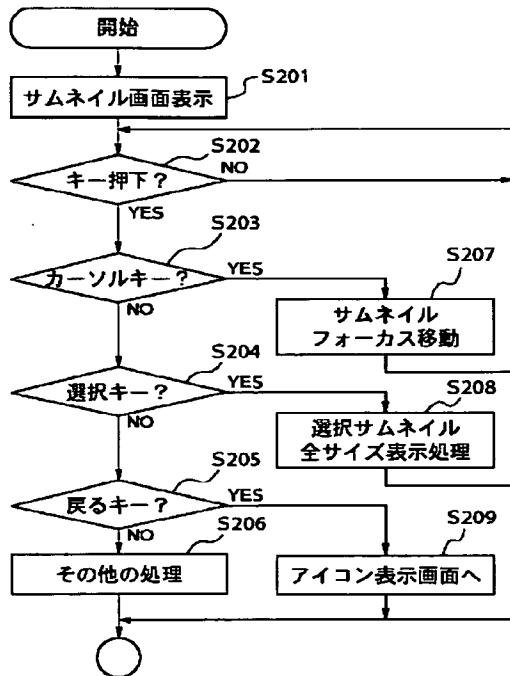 開始
S201
サムネイル画面表示
S202
キー押下？
NO
YES
S203
カーソルキー？
YES
NO
S207
サムネイル
フォーカス移動
S204
選択キー？
YES
NO
S208
選択サムネイル
全サイズ表示処理
S205
戻るキー？
YES
NO
S206
その他の処理
S209
アイコン表示画面へ